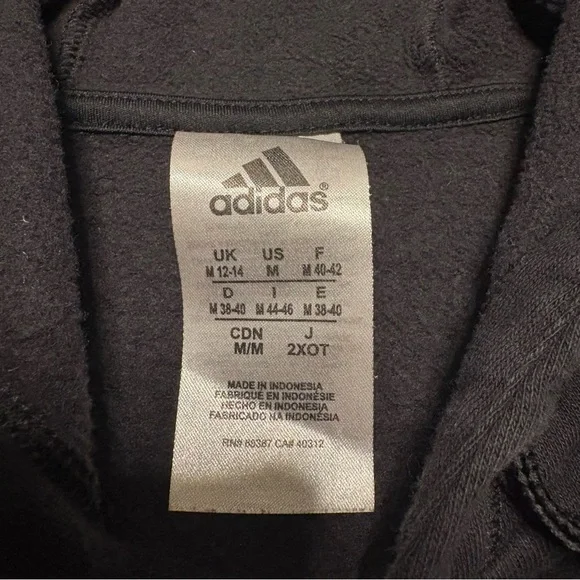 adidas®
UK US F
M 12-14 M M 40-42
D I E
M 38-40 M 44-46 M 38-40
CDN J
M/M 2XOT
MADE IN INDONESIA
FABRIQUE EN INDONÉSIE
HECHO EN INDONESIA
FABRICADO NA INDONÉSIA
RN# 88387 CA# 40312